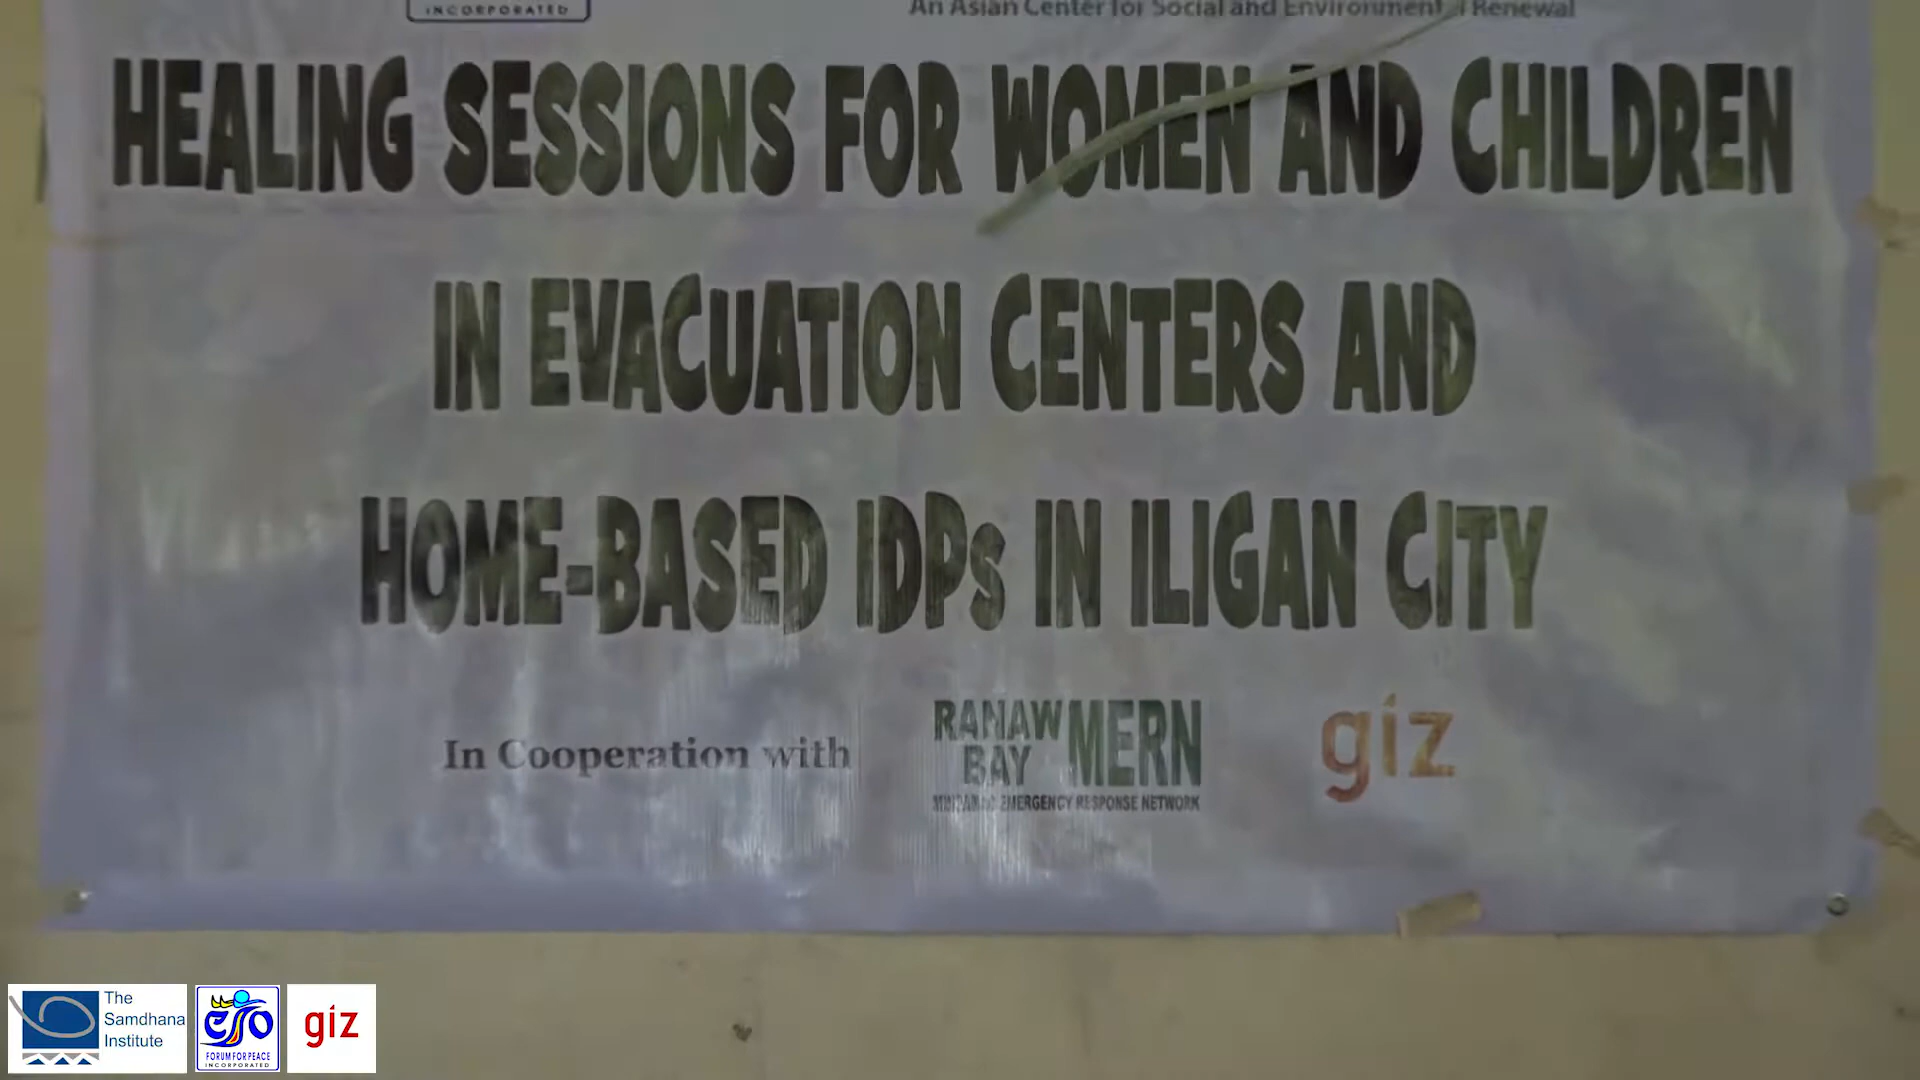 INCORPORATED
An Asian Center for Social and Environmental Renewal
HEALING SESSIONS FOR WOMEN AND CHILDREN
IN EVACUATION CENTERS AND
HOME-BASED IDPs IN ILIGAN CITY
In Cooperation with
RANAW BAY MERN
MINDANAO EMERGENCY RESPONSE NETWORK
giz
The
Samdhana
Institute
CSO
FORUM FOR PEACE
INCORPORATED
giz